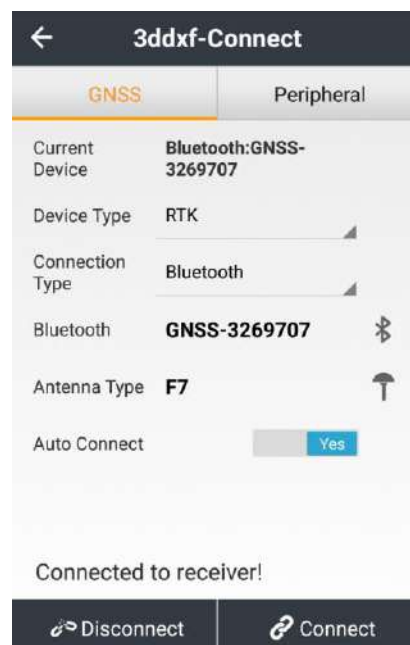 3ddxf-Connect
GNSS Peripheral
Current Device Bluetooth:GNSS-3269707
Device Type RTK
Connection Type Bluetooth
Bluetooth GNSS-3269707
Antenna Type F7
Auto Connect Yes
Connected to receiver!
Disconnect Connect